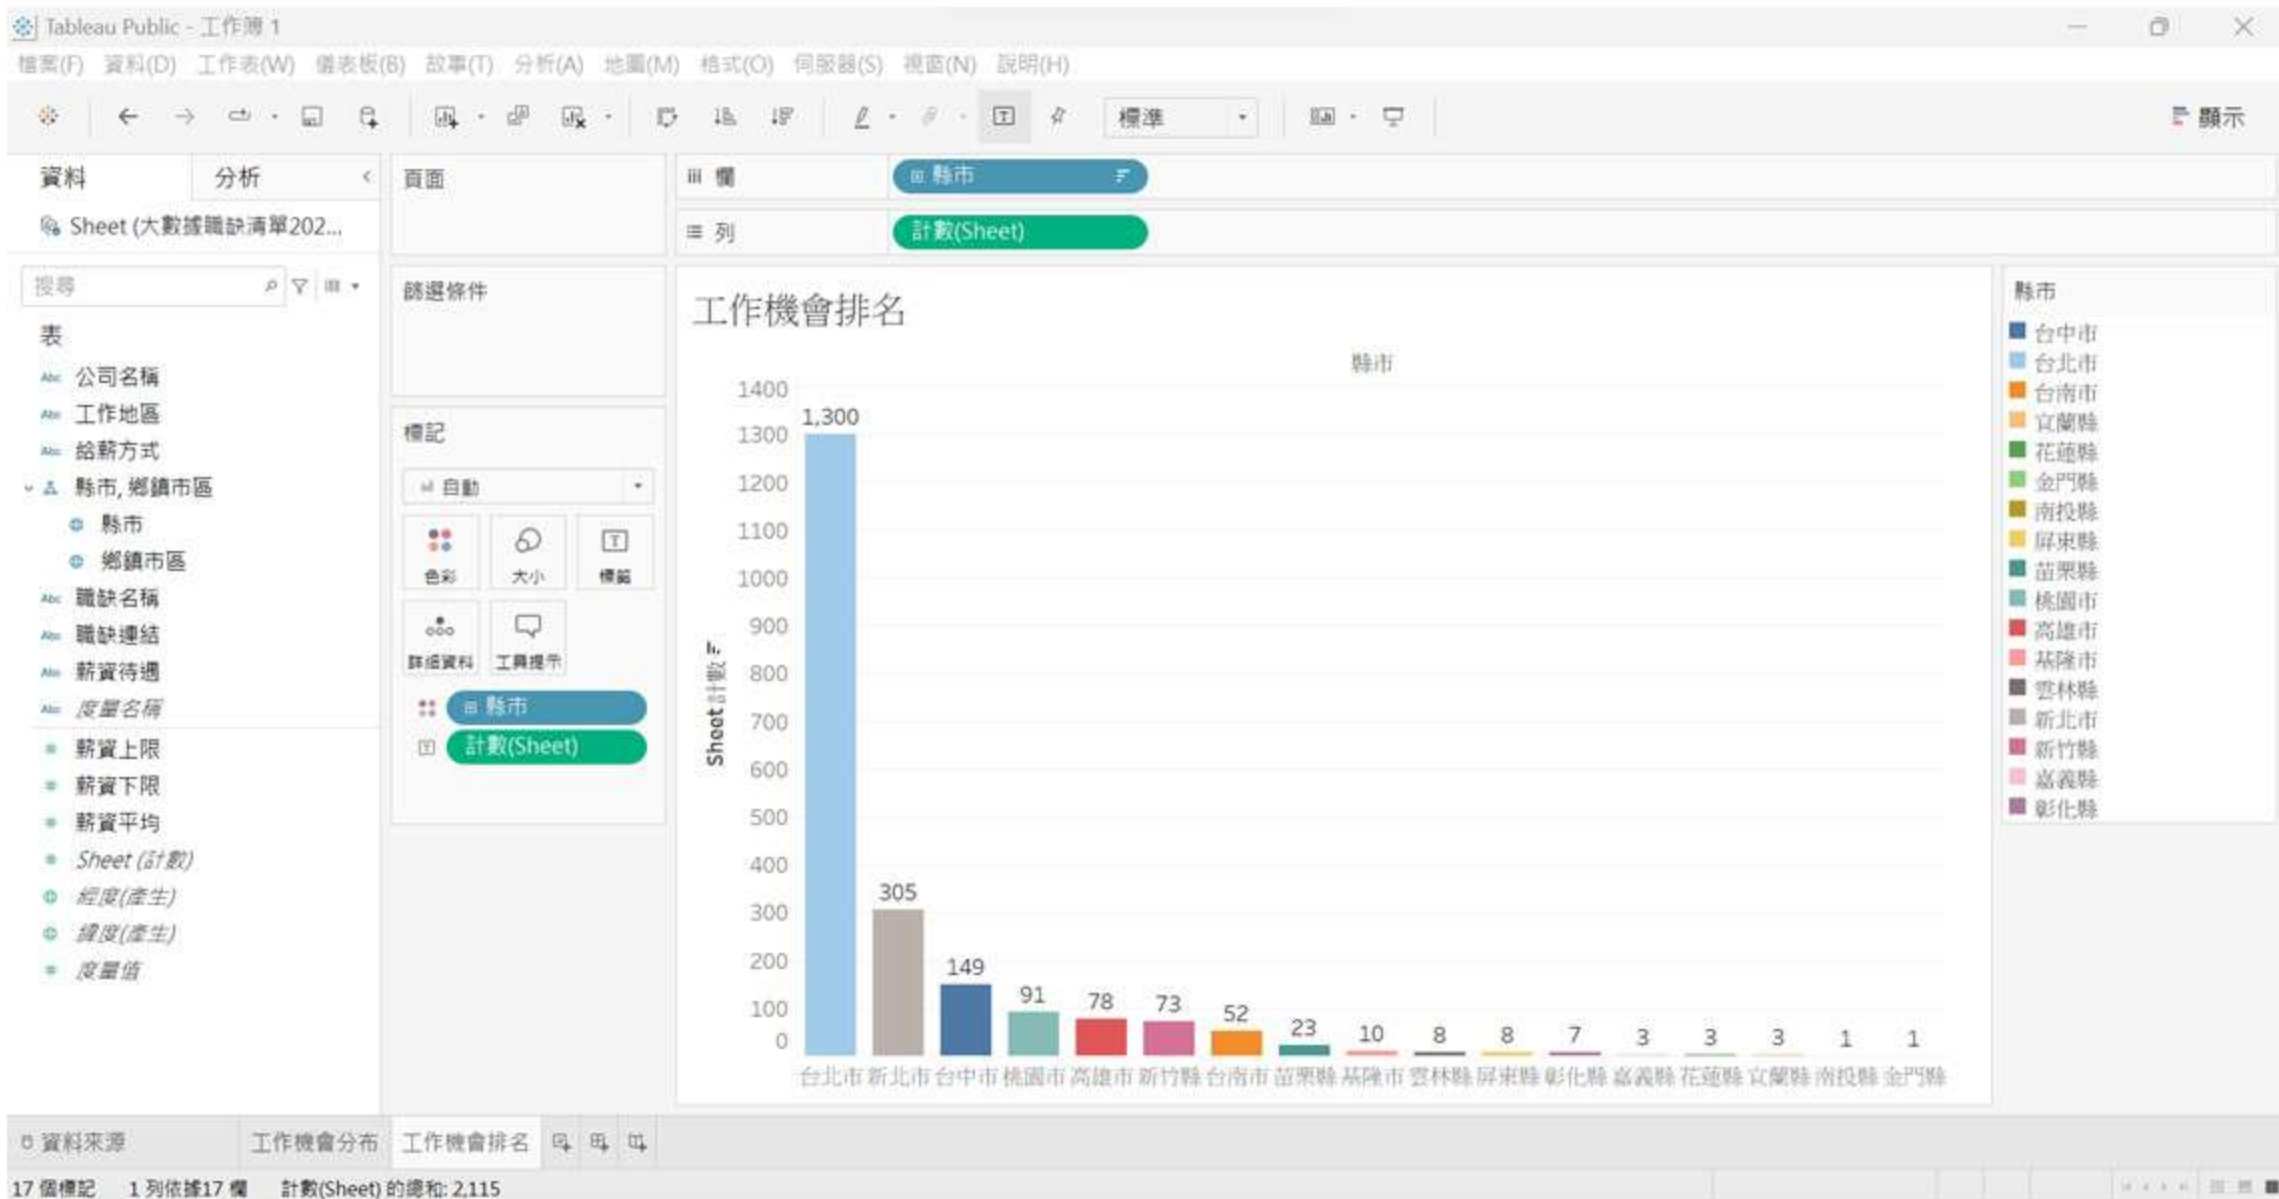 Tableau Public - 工作簿 1
檔案(F) 資料(D) 工作表(W) 儀表板(B) 故事(T) 分析(A) 地圖(M) 格式(O) 伺服器(S) 視窗(N) 說明(H)
標準
顯示
資料 分析
Sheet (大數據職缺清單202...
搜尋
表
Abc 公司名稱
Abc 工作地區
Abc 給薪方式
縣市, 鄉鎮市區
縣市
鄉鎮市區
Abc 職缺名稱
Abc 職缺連結
Abc 薪資待遇
Abc 度量名稱
# 薪資上限
# 薪資下限
# 薪資平均
# Sheet (計數)
經度(產生)
緯度(產生)
# 度量值
頁面
篩選條件
標記
自動
色彩 大小 標籤
詳細資料 工具提示
縣市
計數(Sheet)
欄 縣市
列 計數(Sheet)
工作機會排名
縣市
Sheet 計數
1400
1300
1200
1100
1000
900
800
700
600
500
400
300
200
100
0
1,300 305 149 91 78 73 52 23 10 8 8 7 3 3 3 1 1
台北市 新北市 台中市 桃園市 高雄市 新竹縣 台南市 苗栗縣 基隆市 雲林縣 屏東縣 彰化縣 嘉義縣 花蓮縣 宜蘭縣 南投縣 金門縣
縣市
台中市
台北市
台南市
宜蘭縣
花蓮縣
金門縣
南投縣
屏東縣
苗栗縣
桃園市
高雄市
基隆市
雲林縣
新北市
新竹縣
嘉義縣
彰化縣
資料來源 工作機會分布 工作機會排名
17 個標記 1 列依據17 欄 計數(Sheet) 的總和: 2,115